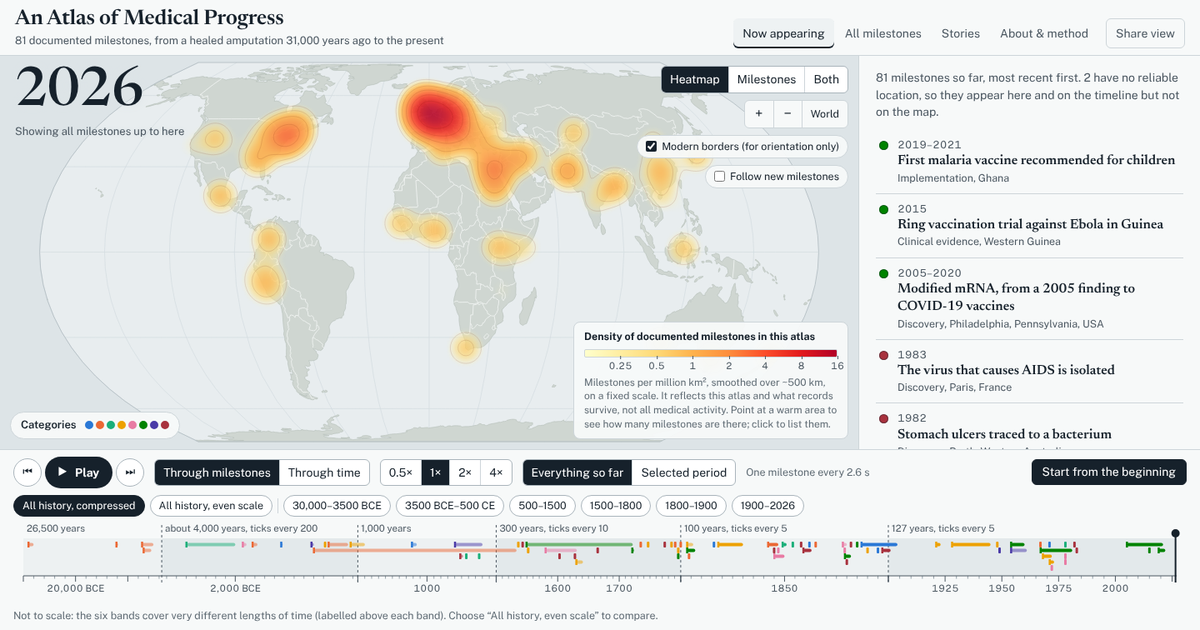 An Atlas of Medical Progress
81 documented milestones, from a healed amputation 31,000 years ago to the present
Now appearing
All milestones
Stories
About & method
Share view
2026
Showing all milestones up to here
Heatmap
Milestones
Both
+
−
World
Modern borders (for orientation only)
Follow new milestones
Density of documented milestones in this atlas
0.25 0.5 1 2 4 8 16
Milestones per million km², smoothed over ~500 km,
on a fixed scale. It reflects this atlas and what records
survive, not all medical activity. Point at a warm area to
see how many milestones are there; click to list them.
Categories
81 milestones so far, most recent first. 2 have no reliable
location, so they appear here and on the timeline but not
on the map.
2019–2021
First malaria vaccine recommended for children
Implementation, Ghana
2015
Ring vaccination trial against Ebola in Guinea
Clinical evidence, Western Guinea
2005–2020
Modified mRNA, from a 2005 finding to
COVID-19 vaccines
Discovery, Philadelphia, Pennsylvania, USA
1983
The virus that causes AIDS is isolated
Discovery, Paris, France
1982
Stomach ulcers traced to a bacterium
Play
Through milestones
Through time
0.5×
1×
2×
4×
Everything so far
Selected period
One milestone every 2.6 s
Start from the beginning
All history, compressed
All history, even scale
30,000–3500 BCE
3500 BCE–500 CE
500–1500
1500–1800
1800–1900
1900–2026
26,500 years
about 4,000 years, ticks every 200
1,000 years
300 years, ticks every 10
100 years, ticks every 5
127 years, ticks every 5
20,000 BCE
2,000 BCE
1000
1600
1700
1850
1925
1950
1975
2000
Not to scale: the six bands cover very different lengths of time (labelled above each band). Choose “All history, even scale” to compare.